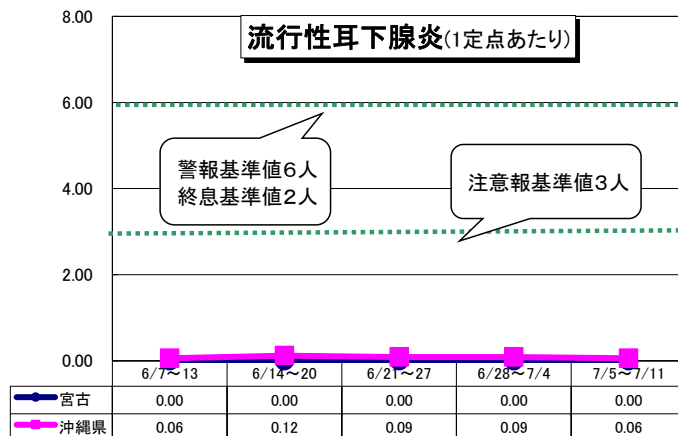 流行性耳下腺炎(1定点あたり)
8.00
6.00
警報基準値6人
終息基準値2人
注意報基準値3人
4.00
2.00
0.00
6/7～13 6/14～20 6/21～27 6/28～7/4 7/5～7/11
宮古 0.00 0.00 0.00 0.00 0.00
沖縄県 0.06 0.12 0.09 0.09 0.06